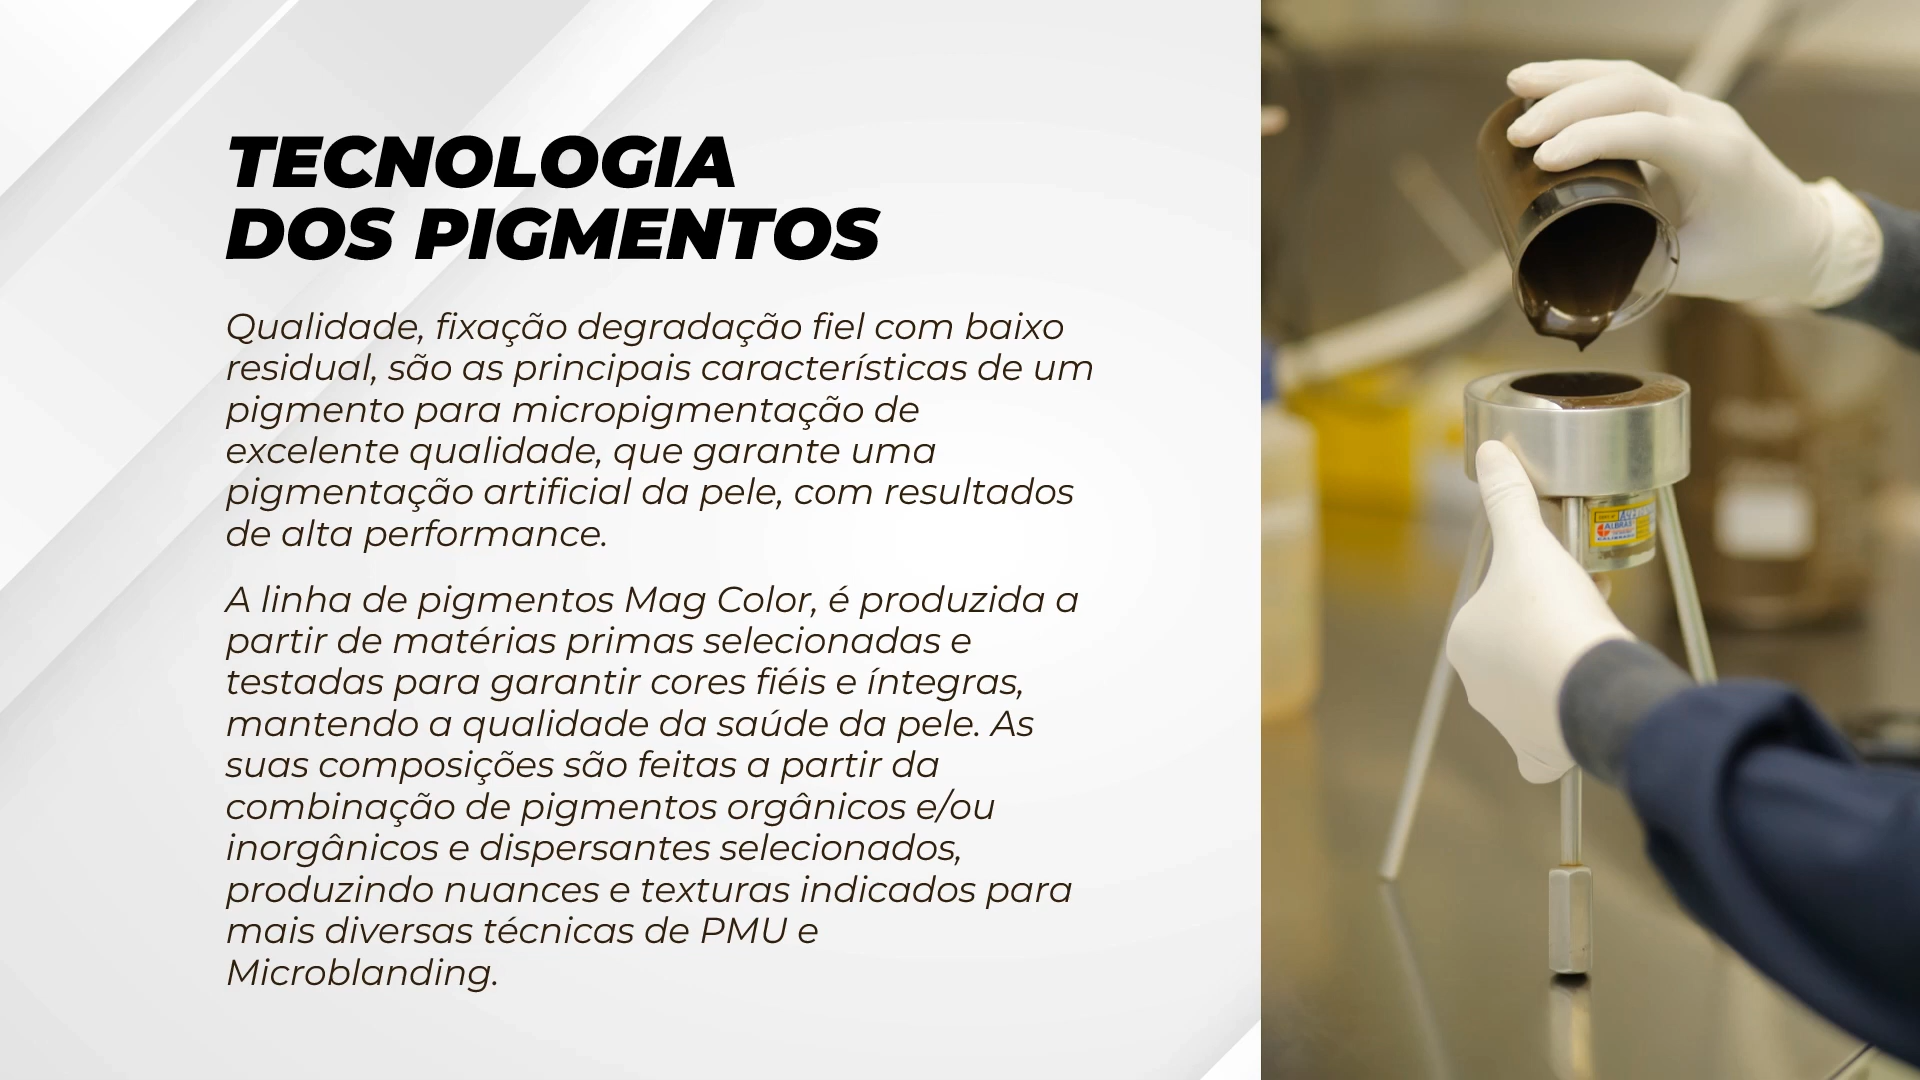 TECNOLOGIA
DOS PIGMENTOS
Qualidade, fixação degradação fiel com baixo
residual, são as principais características de um
pigmento para micropigmentação de
excelente qualidade, que garante uma
pigmentação artificial da pele, com resultados
de alta performance.
A linha de pigmentos Mag Color, é produzida a
partir de matérias primas selecionadas e
testadas para garantir cores fiéis e íntegras,
mantendo a qualidade da saúde da pele. As
suas composições são feitas a partir da
combinação de pigmentos orgânicos e/ou
inorgânicos e dispersantes selecionados,
produzindo nuances e texturas indicados para
mais diversas técnicas de PMU e
Microblanding.